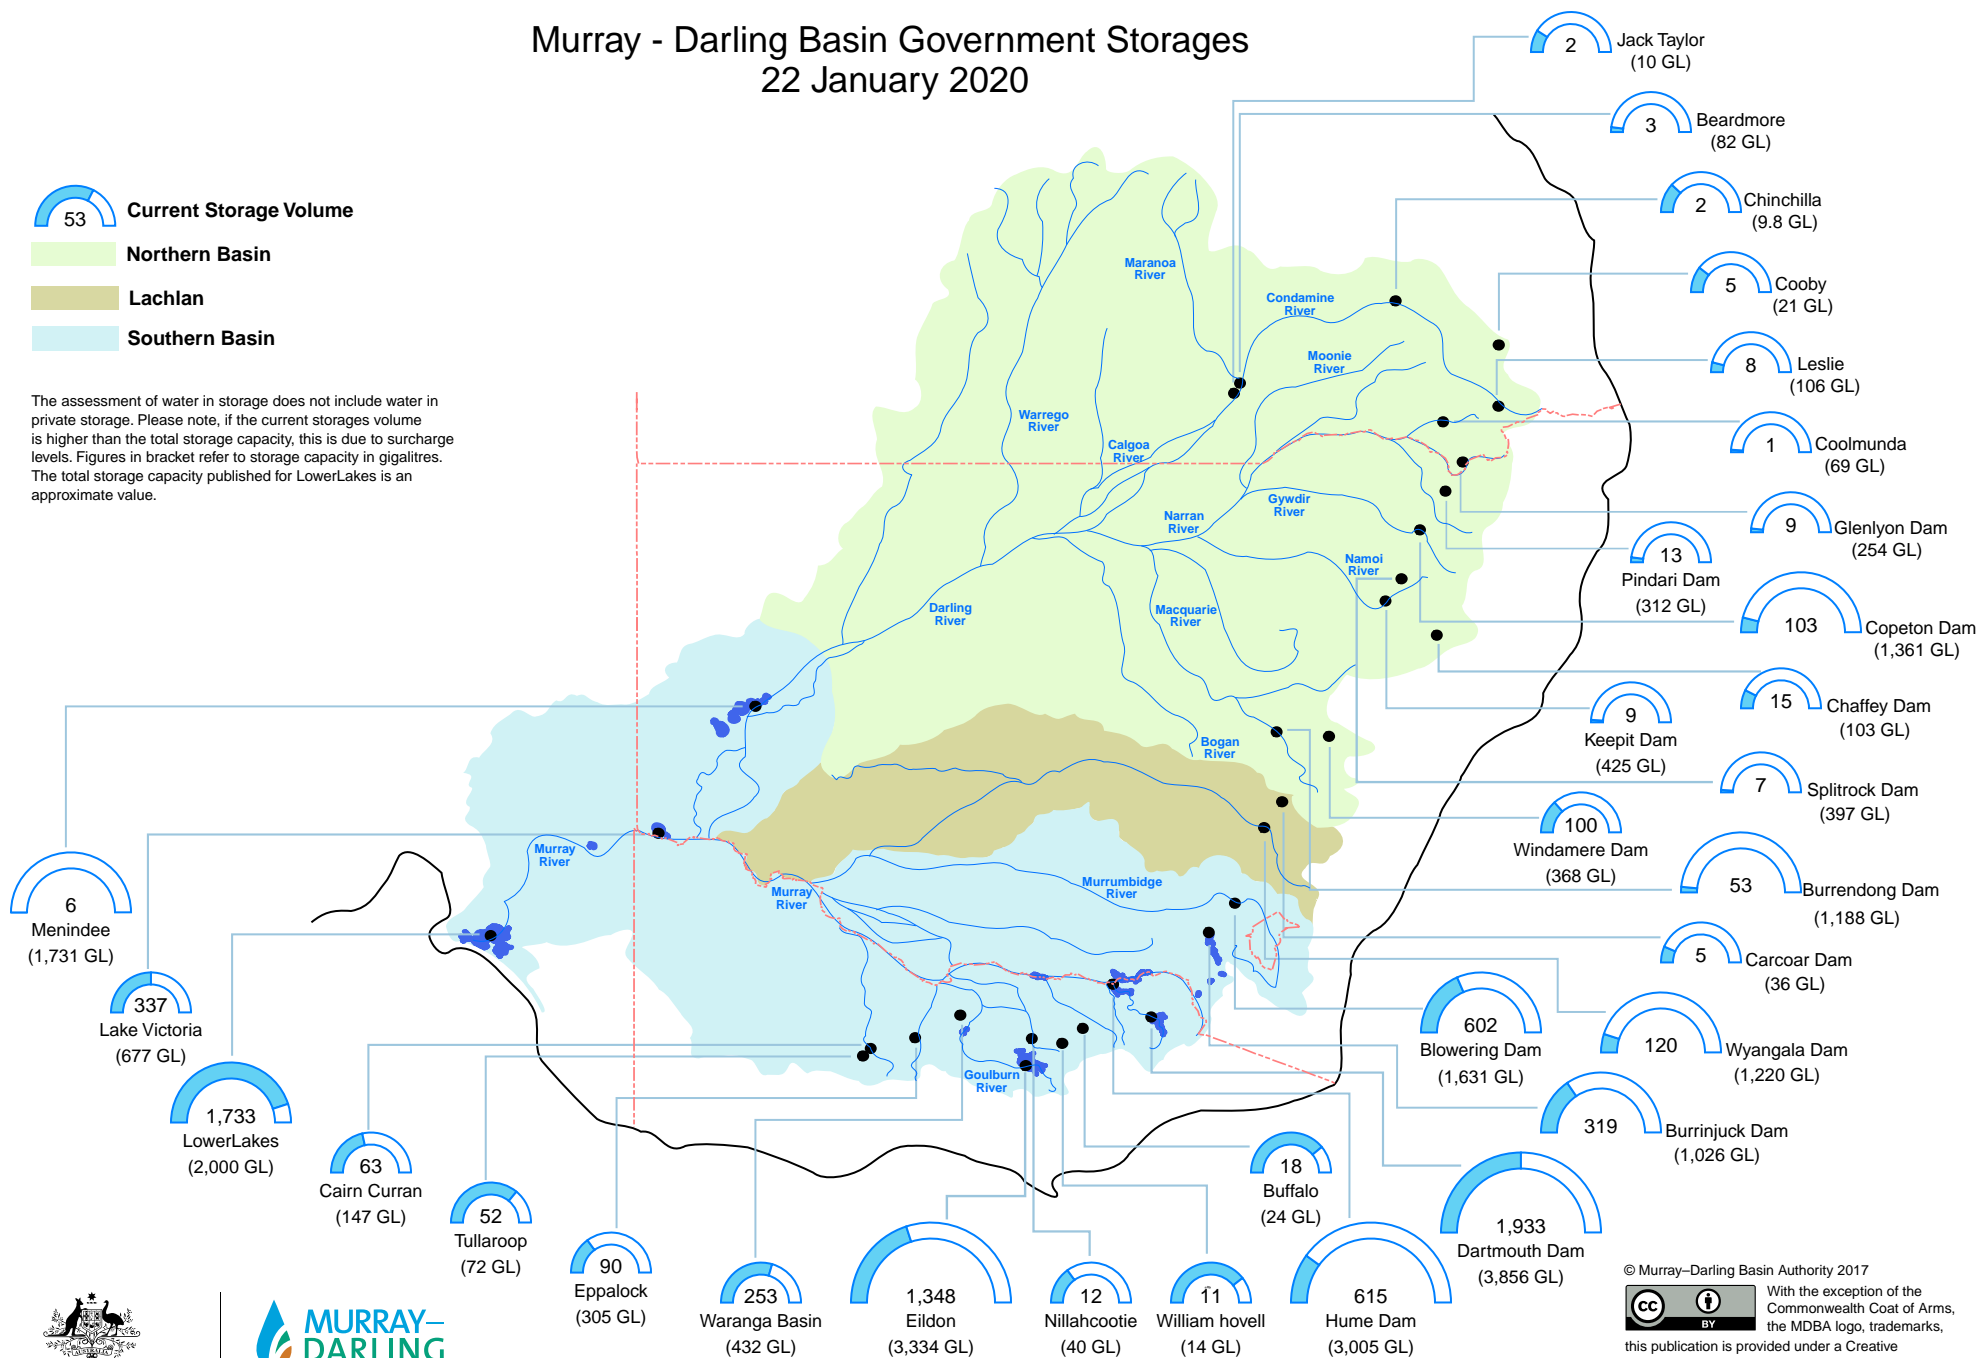 Murray - Darling Basin Government Storages
22 January 2020
53
Current Storage Volume
Northern Basin
Lachlan
Southern Basin
The assessment of water in storage does not include water in
private storage. Please note, if the current storages volume
is higher than the total storage capacity, this is due to surcharge
levels. Figures in bracket refer to storage capacity in gigalitres.
The total storage capacity published for LowerLakes is an
approximate value.
2
Jack Taylor
(10 GL)
3
Beardmore
(82 GL)
2
Chinchilla
(9.8 GL)
5
Cooby
(21 GL)
8
Leslie
(106 GL)
1
Coolmunda
(69 GL)
9
Glenlyon Dam
(254 GL)
13
Pindari Dam
(312 GL)
103
Copeton Dam
(1,361 GL)
15
Chaffey Dam
(103 GL)
9
Keepit Dam
(425 GL)
7
Splitrock Dam
(397 GL)
100
Windamere Dam
(368 GL)
53
Burrendong Dam
(1,188 GL)
5
Carcoar Dam
(36 GL)
602
Blowering Dam
(1,631 GL)
120
Wyangala Dam
(1,220 GL)
319
Burrinjuck Dam
(1,026 GL)
1,933
Dartmouth Dam
(3,856 GL)
18
Buffalo
(24 GL)
615
Hume Dam
(3,005 GL)
11
William hovell
(14 GL)
12
Nillahcootie
(40 GL)
1,348
Eildon
(3,334 GL)
253
Waranga Basin
(432 GL)
90
Eppalock
(305 GL)
52
Tullaroop
(72 GL)
63
Cairn Curran
(147 GL)
1,733
LowerLakes
(2,000 GL)
337
Lake Victoria
(677 GL)
6
Menindee
(1,731 GL)
Maranoa
River
Condamine
River
Moonie
River
Warrego
River
Calgoa
River
Gywdir
River
Narran
River
Namoi
River
Darling
River
Macquarie
River
Bogan
River
Murray
River
Murray
River
Murrumbidge
River
Goulburn
River
AUSTRALIA
MURRAY–
DARLING
© Murray–Darling Basin Authority 2017
cc
BY
With the exception of the
Commonwealth Coat of Arms,
the MDBA logo, trademarks,
this publication is provided under a Creative